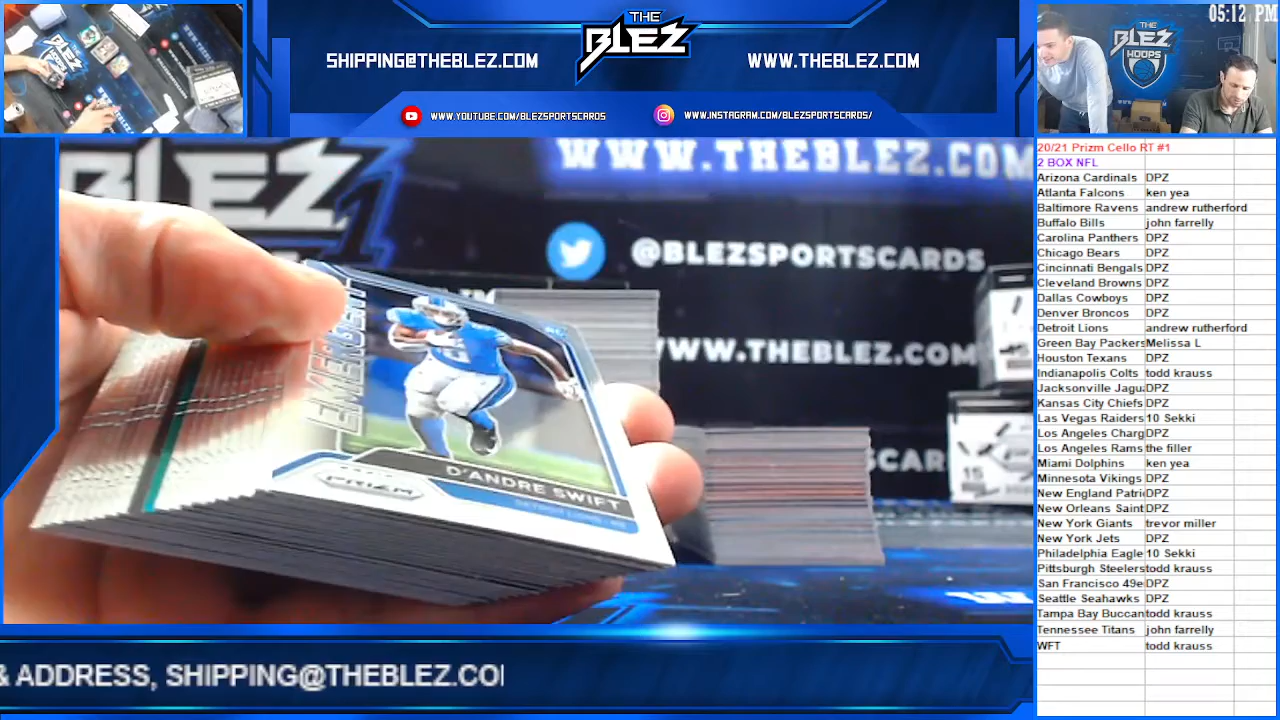 05:12 PM
THE
BLEZ
SHIPPING@THEBLEZ.COM
WWW.THEBLEZ.COM
WWW.YOUTUBE.COM/BLEZSPORTSCARDS
WWW.INSTAGRAM.COM/BLEZSPORTSCARDS/
THE
BLEZ
HOOPS
BLEZ
WWW.THEBLEZ.COM
@BLEZSPORTSCARDS
WWW.THEBLEZ.COM
SCARDS
15
EMERGENT
D'ANDRE SWIFT
DETROIT LIONS
PRIZM
20/21 Prizm Cello RT #1
2 BOX NFL
Arizona Cardinals DPZ
Atlanta Falcons ken yea
Baltimore Ravens andrew rutherford
Buffalo Bills john farrelly
Carolina Panthers DPZ
Chicago Bears DPZ
Cincinnati Bengals DPZ
Cleveland Browns DPZ
Dallas Cowboys DPZ
Denver Broncos DPZ
Detroit Lions andrew rutherford
Green Bay Packers Melissa L
Houston Texans DPZ
Indianapolis Colts todd krauss
Jacksonville Jagu DPZ
Kansas City Chiefs DPZ
Las Vegas Raiders 10 Sekki
Los Angeles Charg DPZ
Los Angeles Rams the filler
Miami Dolphins ken yea
Minnesota Vikings DPZ
New England Patri DPZ
New Orleans Saint DPZ
New York Giants trevor miller
New York Jets DPZ
Philadelphia Eagle 10 Sekki
Pittsburgh Steelers todd krauss
San Francisco 49e DPZ
Seattle Seahawks DPZ
Tampa Bay Buccan todd krauss
Tennessee Titans john farrelly
WFT todd krauss
& ADDRESS, SHIPPING@THEBLEZ.CO